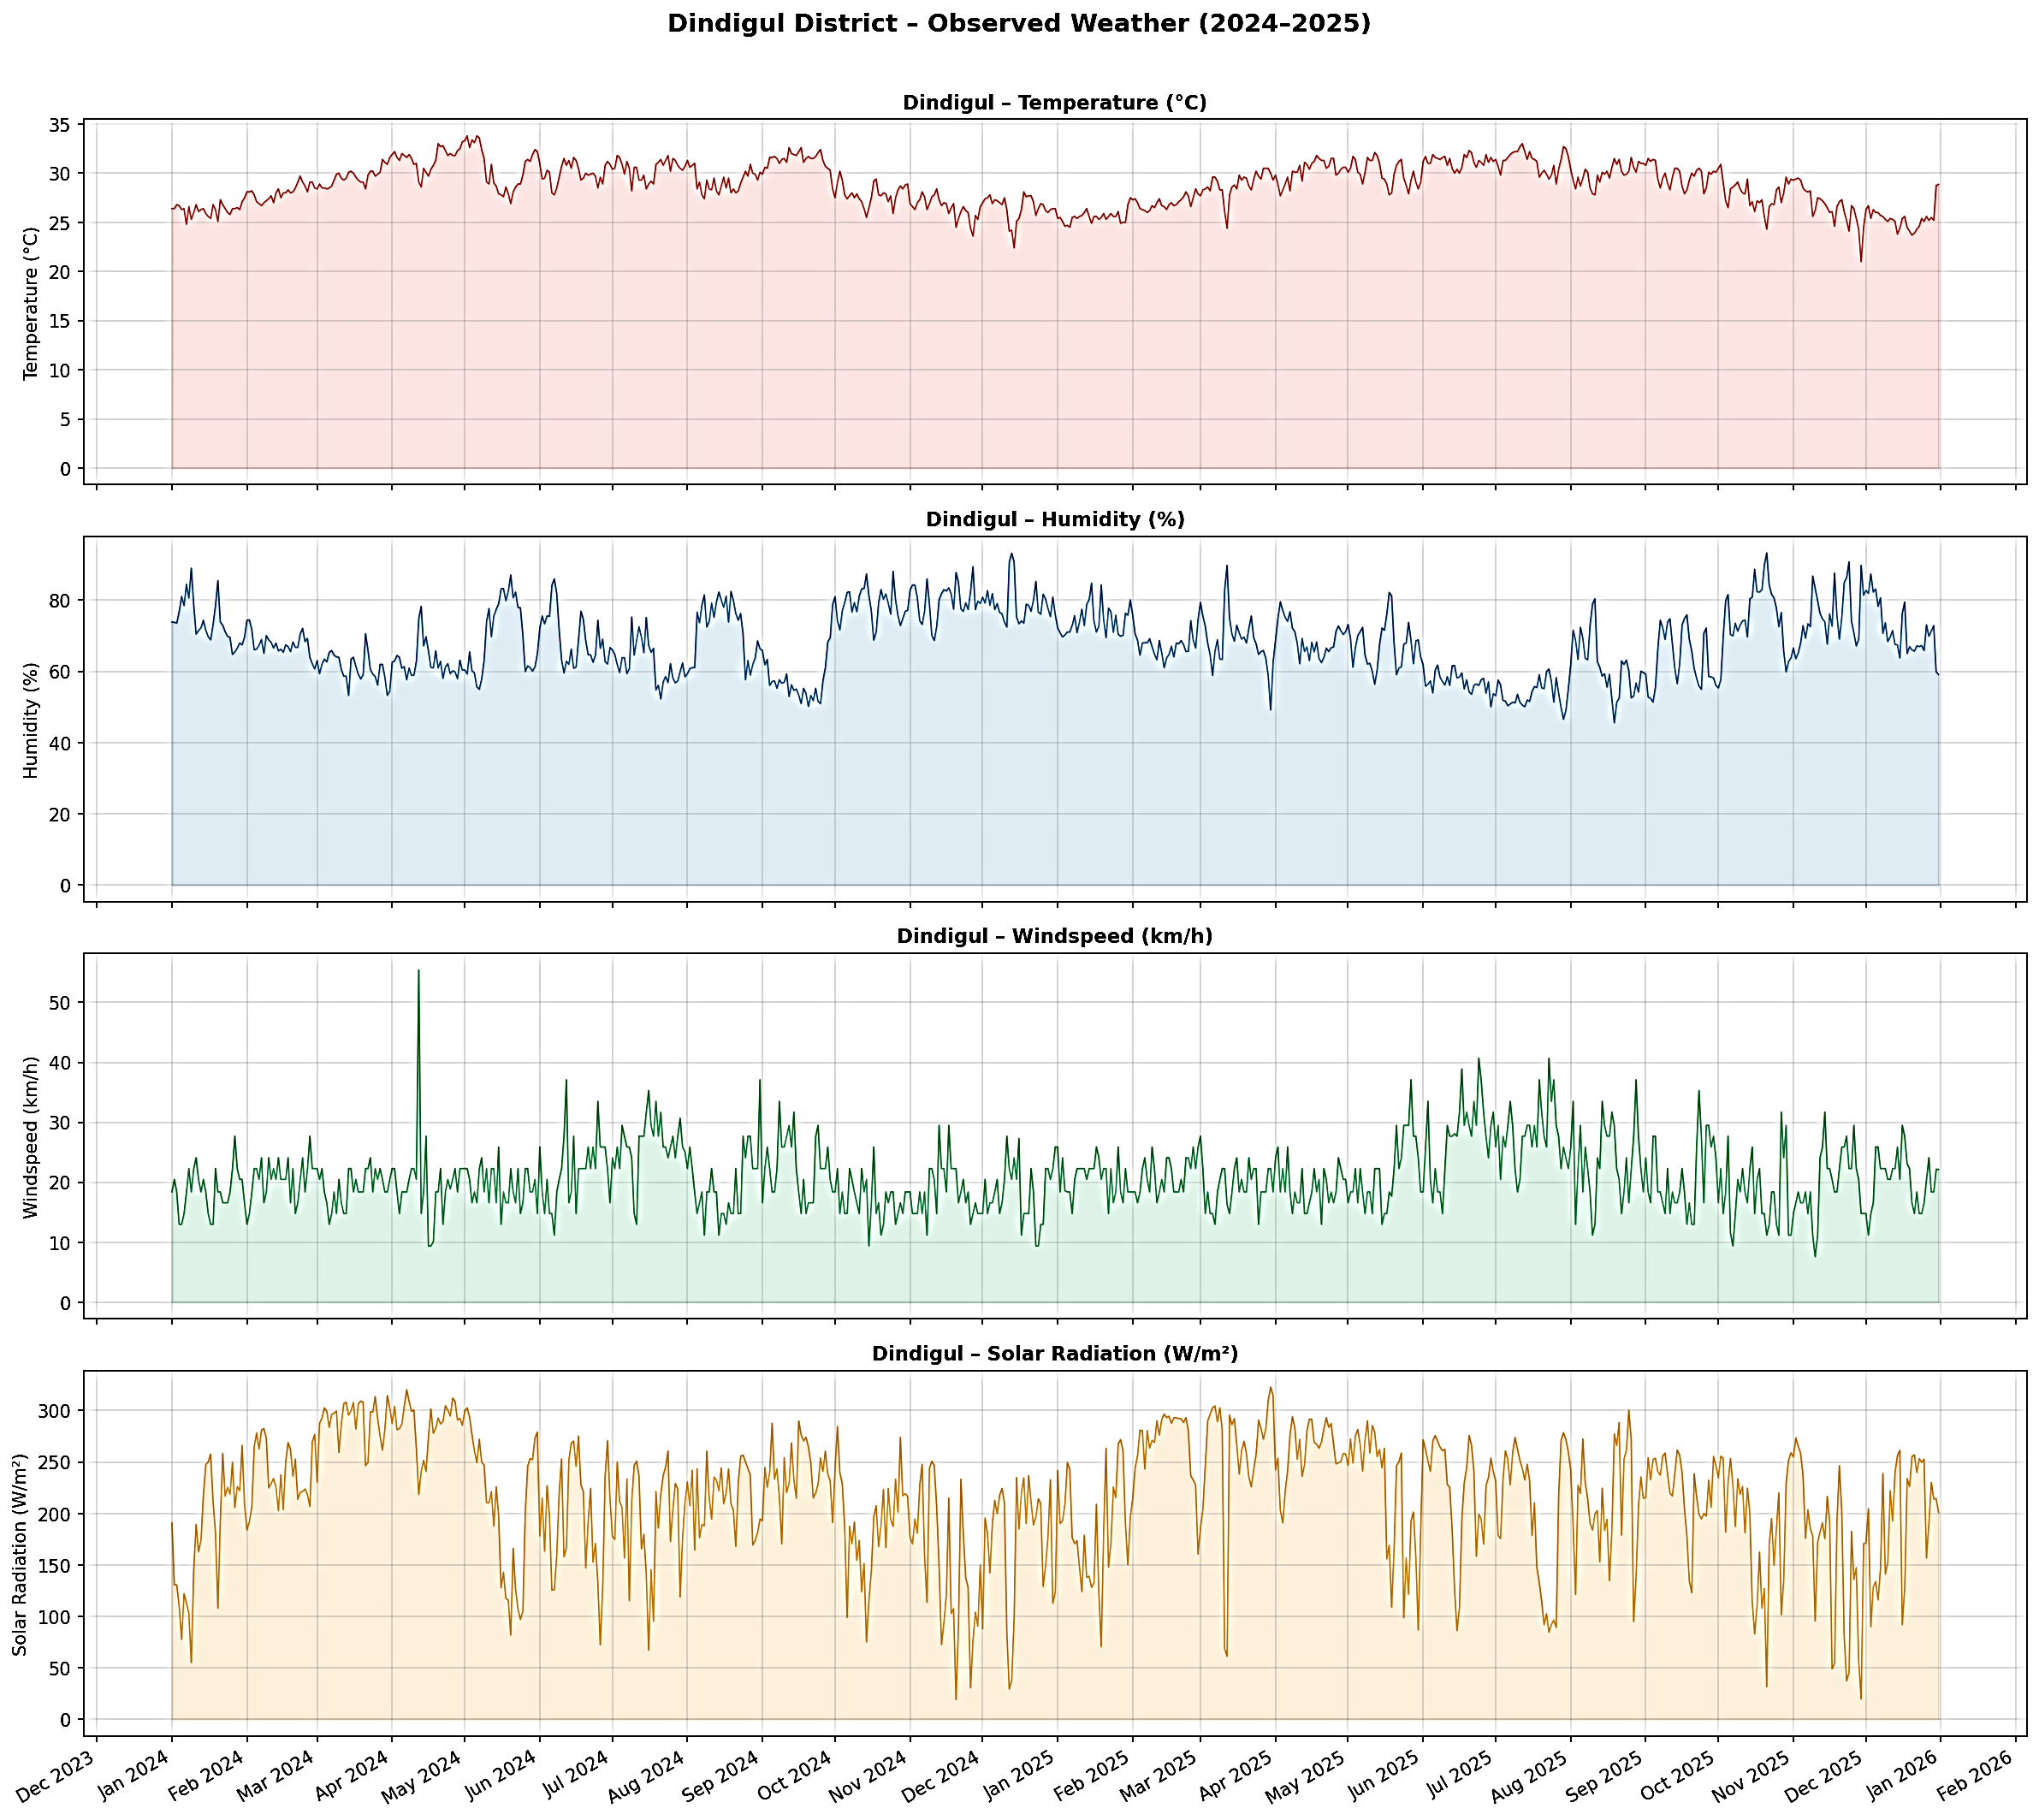 Dindigul District – Observed Weather (2024–2025)
Dindigul – Temperature (°C)
Temperature (°C)
35
30
25
20
15
10
5
0
Dindigul – Humidity (%)
Humidity (%)
80
60
40
20
0
Dindigul – Windspeed (km/h)
Windspeed (km/h)
50
40
30
20
10
0
Dindigul – Solar Radiation (W/m²)
Solar Radiation (W/m²)
300
250
200
150
100
50
0
Dec 2023
Jan 2024
Feb 2024
Mar 2024
Apr 2024
May 2024
Jun 2024
Jul 2024
Aug 2024
Sep 2024
Oct 2024
Nov 2024
Dec 2024
Jan 2025
Feb 2025
Mar 2025
Apr 2025
May 2025
Jun 2025
Jul 2025
Aug 2025
Sep 2025
Oct 2025
Nov 2025
Dec 2025
Jan 2026
Feb 2026